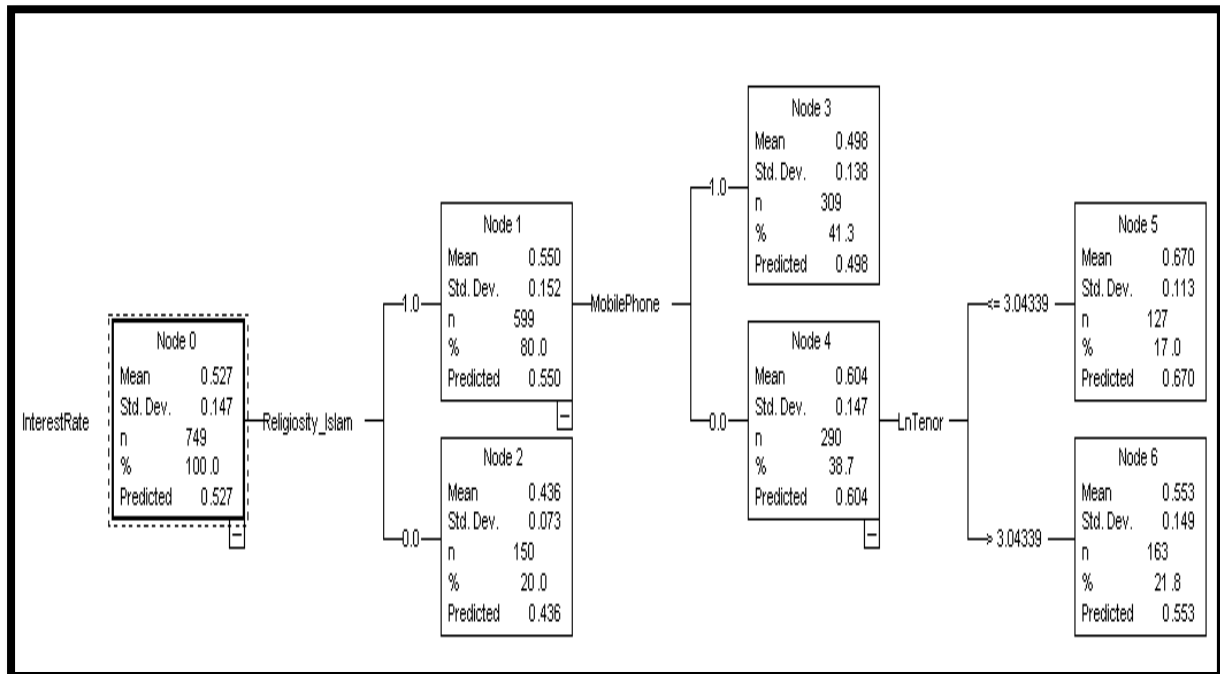 InterestRate
Node 0
Mean 0.527
Std. Dev. 0.147
n 749
% 100.0
Predicted 0.527
Religiosity_Islam
1.0
0.0
Node 1
Mean 0.550
Std. Dev. 0.152
n 599
% 80.0
Predicted 0.550
Node 2
Mean 0.436
Std. Dev. 0.073
n 150
% 20.0
Predicted 0.436
MobilePhone
1.0
0.0
Node 3
Mean 0.498
Std. Dev. 0.138
n 309
% 41.3
Predicted 0.498
Node 4
Mean 0.604
Std. Dev. 0.147
n 290
% 38.7
Predicted 0.604
LnTenor
<= 3.04339
> 3.04339
Node 5
Mean 0.670
Std. Dev. 0.113
n 127
% 17.0
Predicted 0.670
Node 6
Mean 0.553
Std. Dev. 0.149
n 163
% 21.8
Predicted 0.553